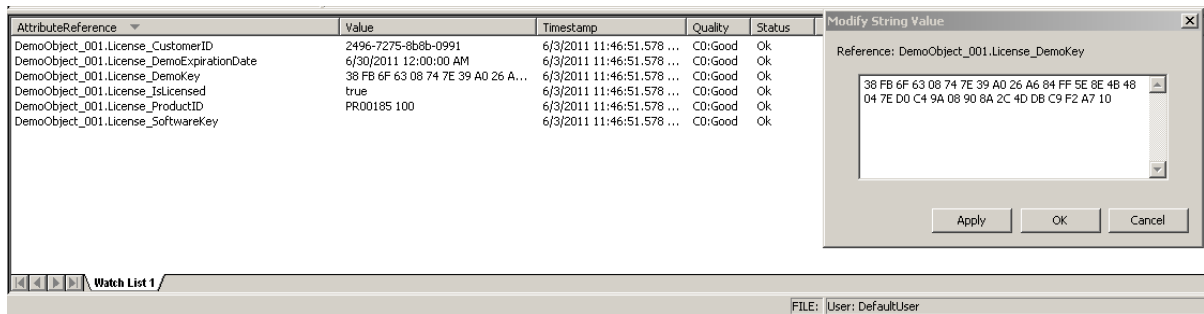 AttributeReference Value Timestamp Quality Status
DemoObject_001.License_CustomerID 2496-7275-8b8b-0991 6/3/2011 11:46:51.578 ... C0:Good Ok
DemoObject_001.License_DemoExpirationDate 6/30/2011 12:00:00 AM 6/3/2011 11:46:51.578 ... C0:Good Ok
DemoObject_001.License_DemoKey 38 FB 6F 63 08 74 7E 39 A0 26 A... 6/3/2011 11:46:51.578 ... C0:Good Ok
DemoObject_001.License_IsLicensed true 6/3/2011 11:46:51.578 ... C0:Good Ok
DemoObject_001.License_ProductID PR00185 100 6/3/2011 11:46:51.578 ... C0:Good Ok
DemoObject_001.License_SoftwareKey 6/3/2011 11:46:51.578 ... C0:Good Ok
Modify String Value
Reference: DemoObject_001.License_DemoKey
38 FB 6F 63 08 74 7E 39 A0 26 A6 84 FF 5E 8E 4B 48
04 7E D0 C4 9A 08 90 8A 2C 4D DB C9 F2 A7 10
Apply OK Cancel
Watch List 1
FILE: User: DefaultUser